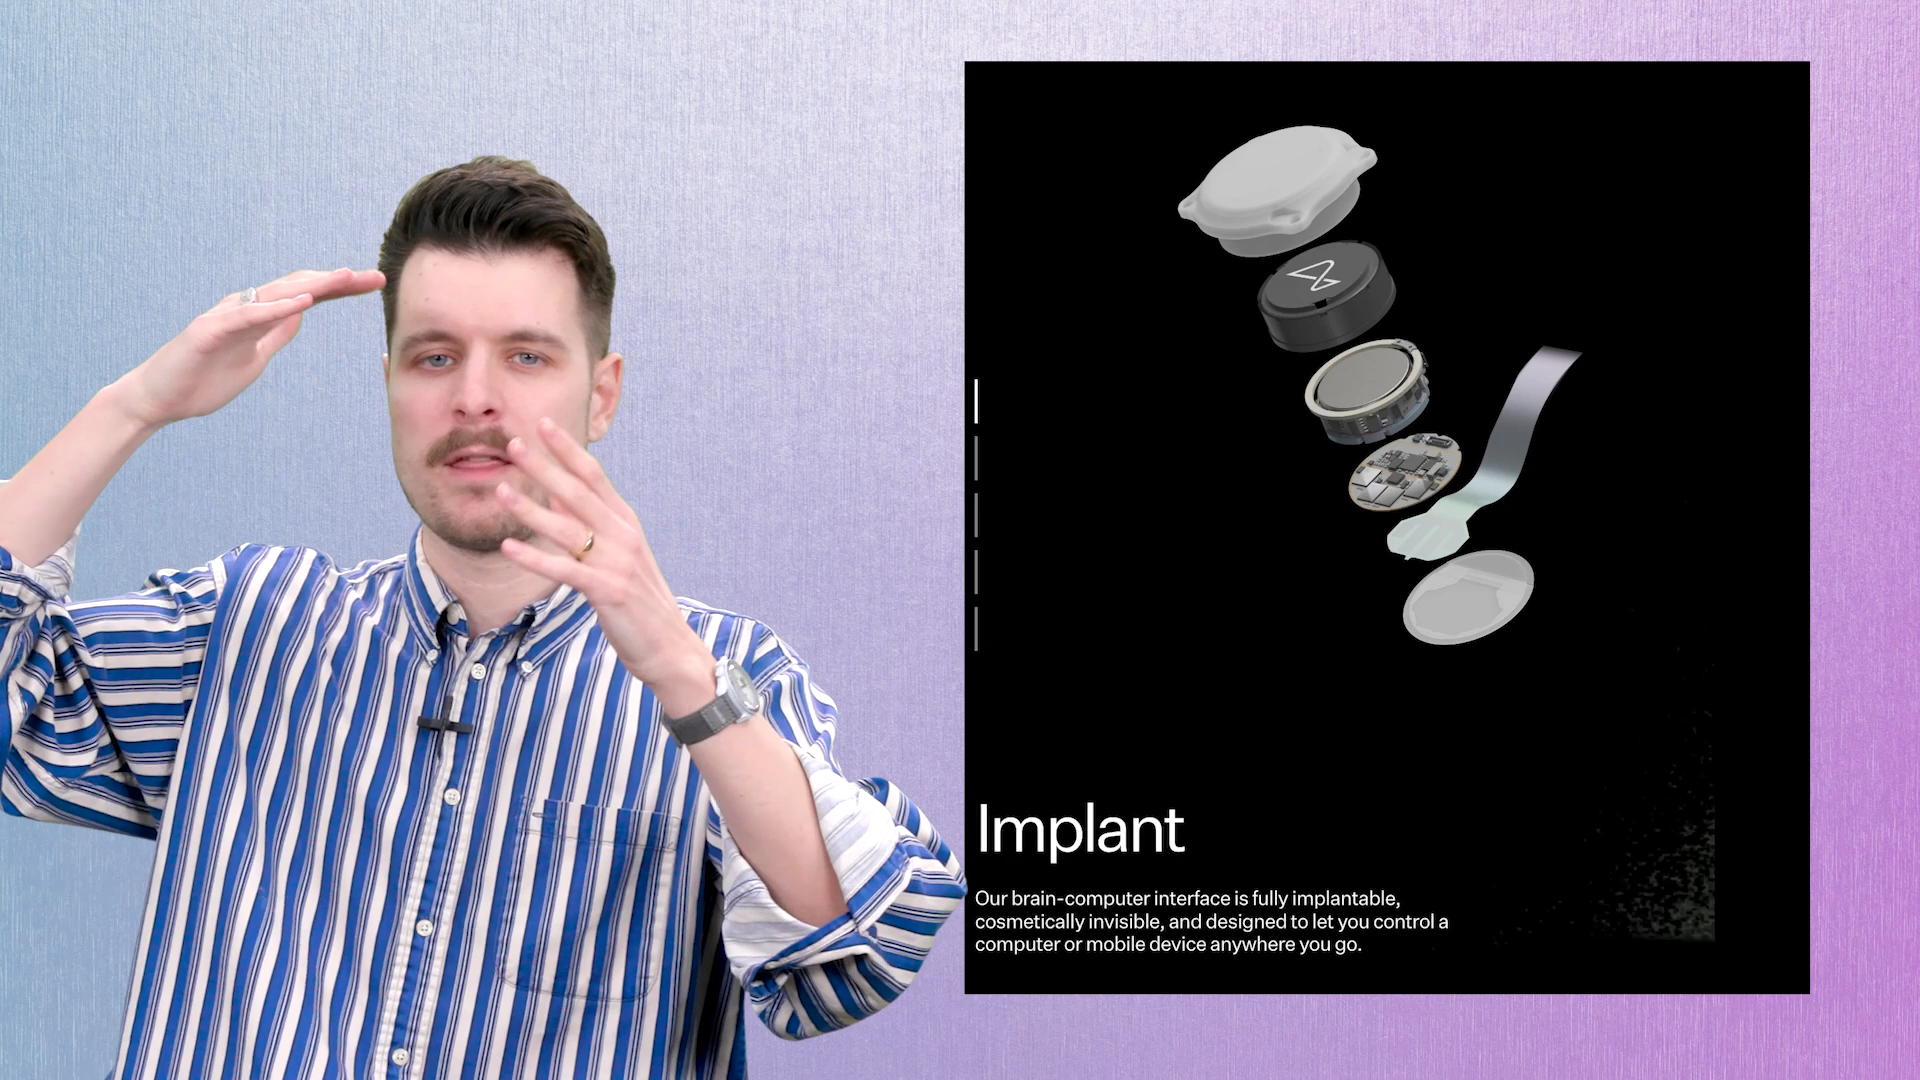 Implant
Our brain-computer interface is fully implantable,
cosmetically invisible, and designed to let you control a
computer or mobile device anywhere you go.